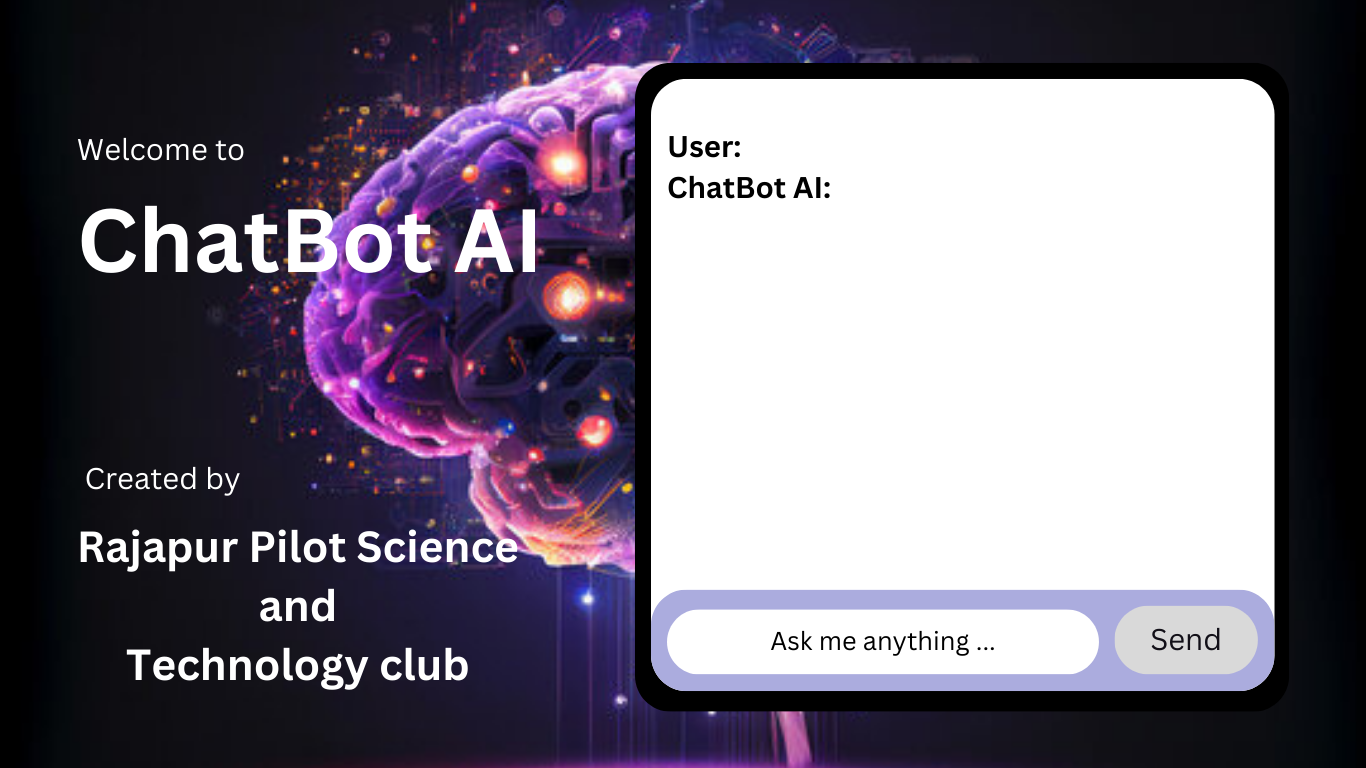 Welcome to
ChatBot AI
Created by
Rajapur Pilot Science
and
Technology club
User:
ChatBot AI:
Ask me anything ...
Send